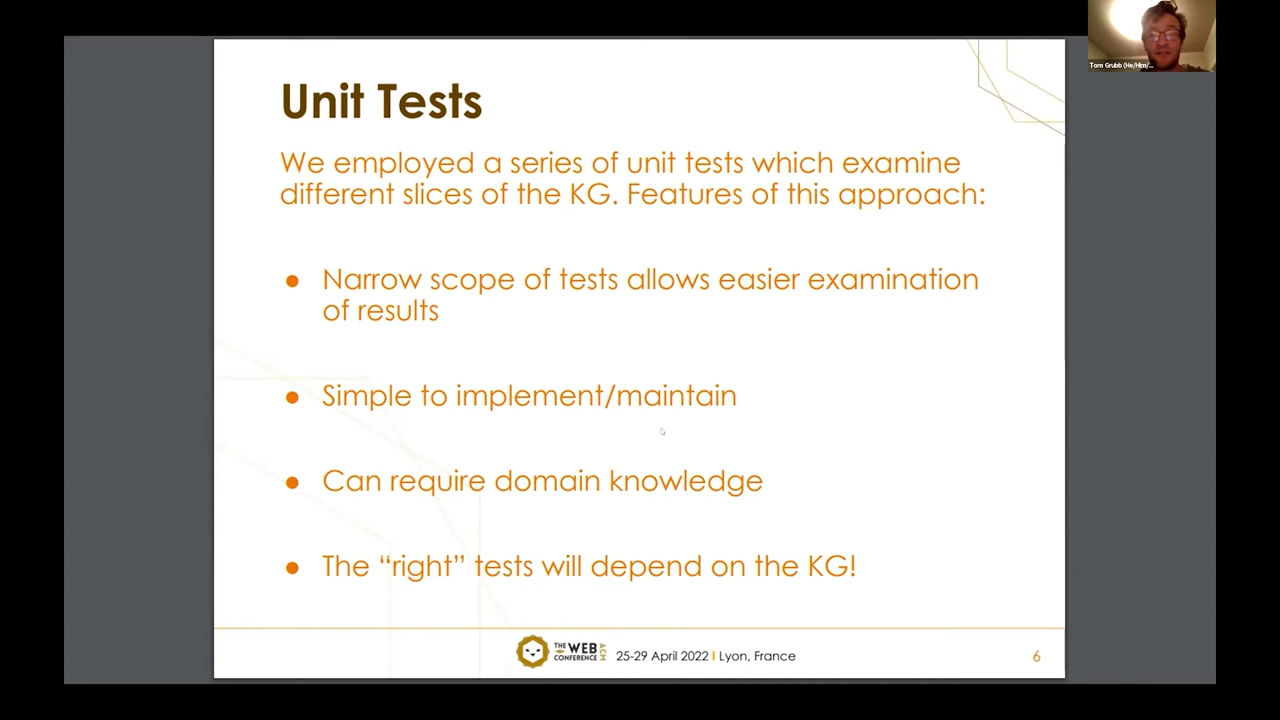 Tom Grubb (He/Him/...
Unit Tests
We employed a series of unit tests which examine
different slices of the KG. Features of this approach:
● Narrow scope of tests allows easier examination
of results
● Simple to implement/maintain
● Can require domain knowledge
● The “right” tests will depend on the KG!
THE WEB CONFERENCE ACM
25-29 April 2022 I Lyon, France
6